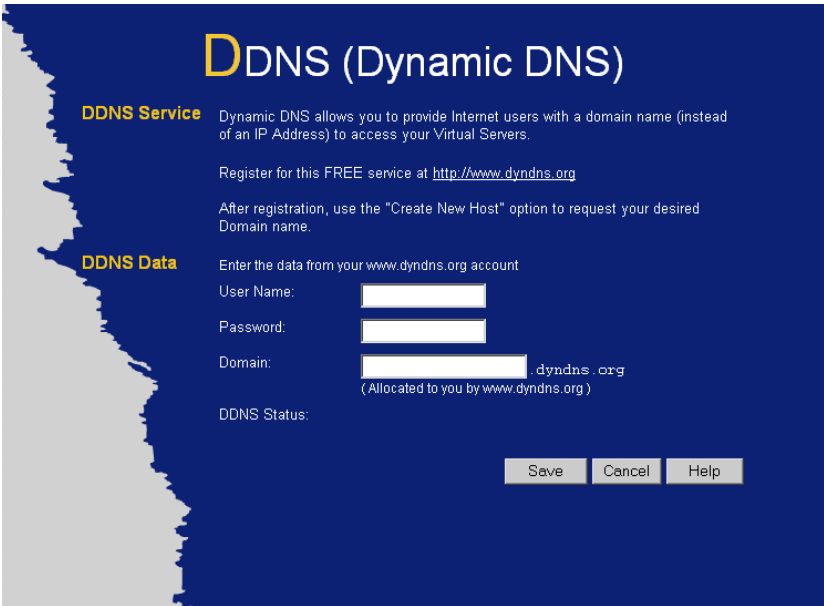 DDNS (Dynamic DNS)
DDNS Service
Dynamic DNS allows you to provide Internet users with a domain name (instead
of an IP Address) to access your Virtual Servers.
Register for this FREE service at http://www.dyndns.org
After registration, use the "Create New Host" option to request your desired
Domain name.
DDNS Data
Enter the data from your www.dyndns.org account
User Name:
Password:
Domain:
.dyndns.org
(Allocated to you by www.dyndns.org)
DDNS Status:
Save Cancel Help